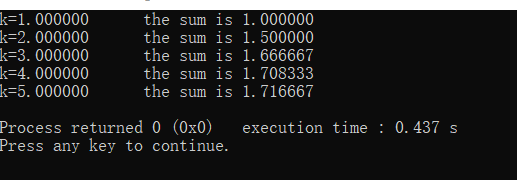 k=1.000000      the sum is 1.000000
k=2.000000      the sum is 1.500000
k=3.000000      the sum is 1.666667
k=4.000000      the sum is 1.708333
k=5.000000      the sum is 1.716667
Process returned 0 (0x0)   execution time : 0.437 s
Press any key to continue.